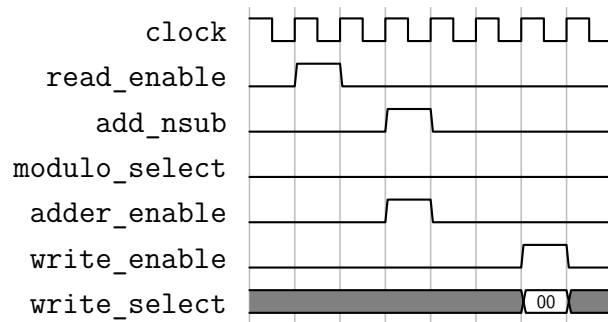 clock
read_enable
add_nsub
modulo_select
adder_enable
write_enable
write_select 00